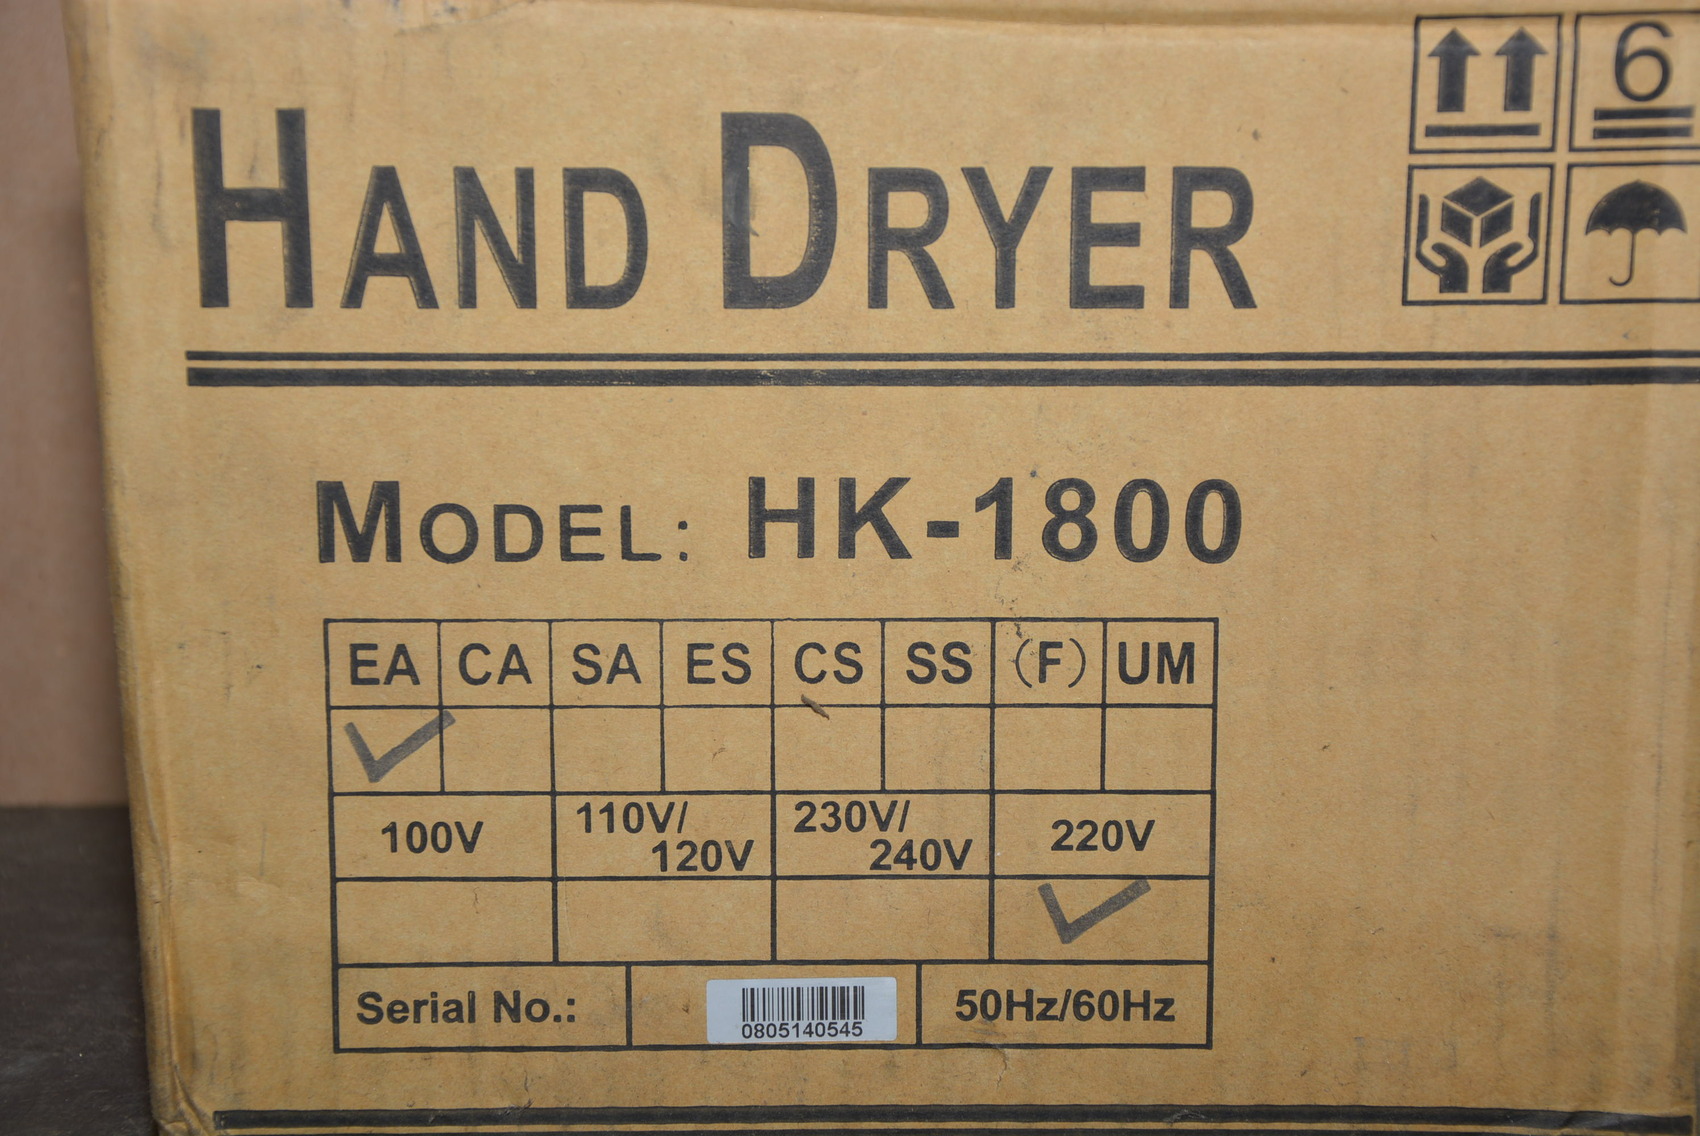 HAND DRYER
6
MODEL: HK-1800
EA CA SA ES CS SS (F) UM
100V 110V/120V 230V/240V 220V
Serial No.: 0805140545 50Hz/60Hz